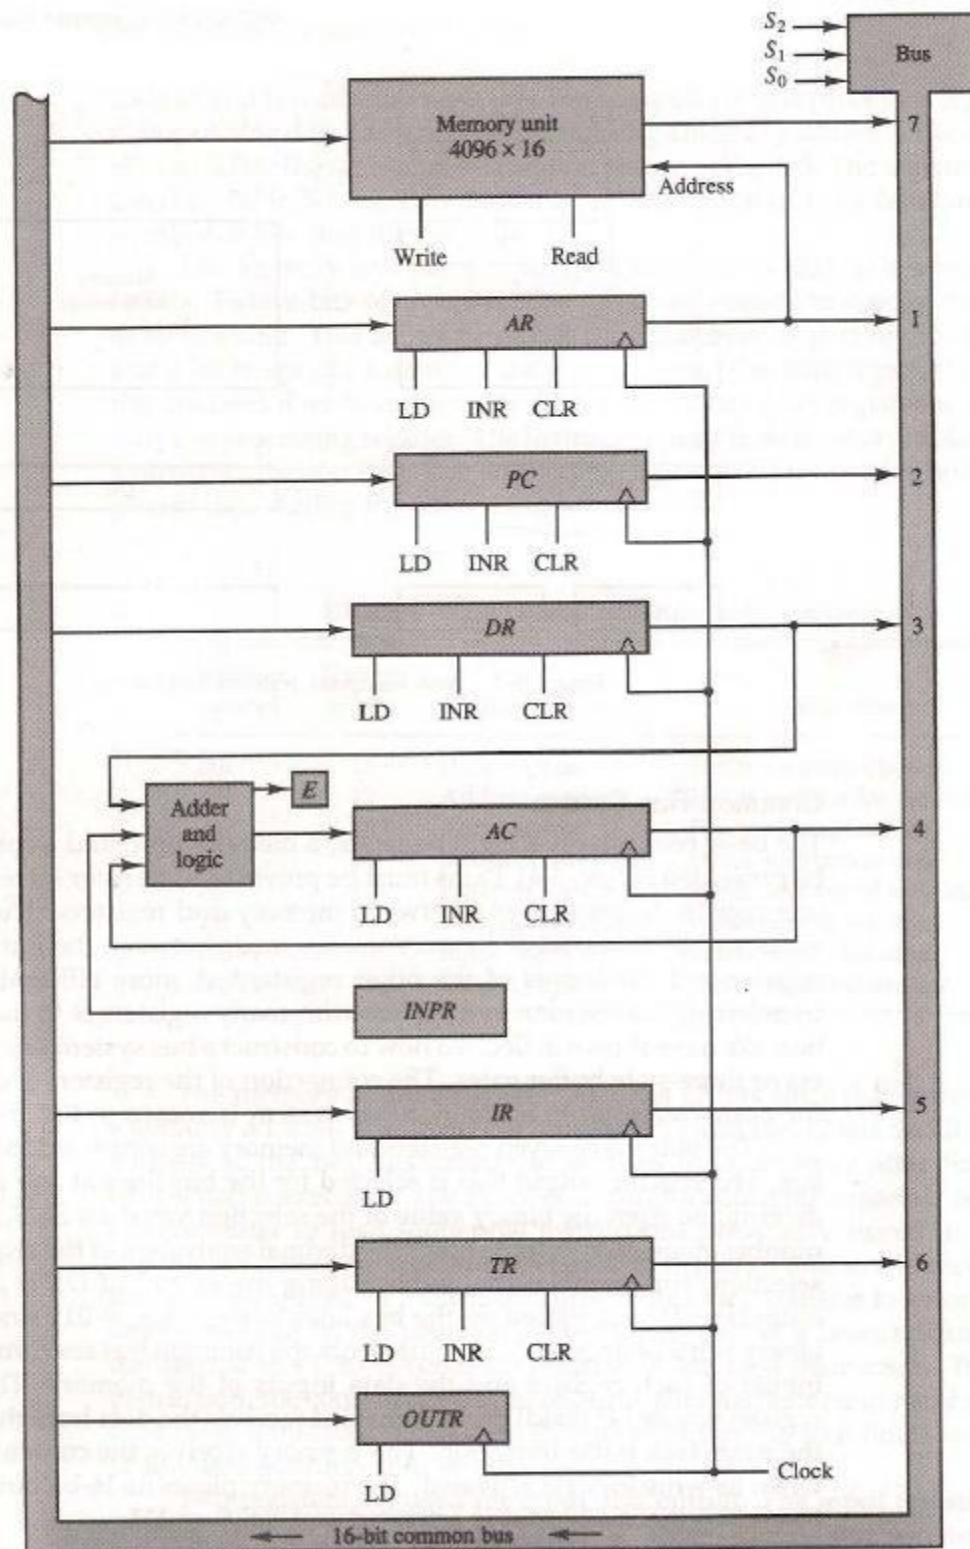 S₂
S₁
S₀
Bus
Memory unit
4096 × 16
7
Address
Write
Read
AR
1
LD
INR
CLR
PC
2
LD
INR
CLR
DR
3
LD
INR
CLR
Adder
and
logic
E
AC
4
LD
INR
CLR
INPR
IR
5
LD
TR
6
LD
INR
CLR
OUTR
Clock
LD
16-bit common bus